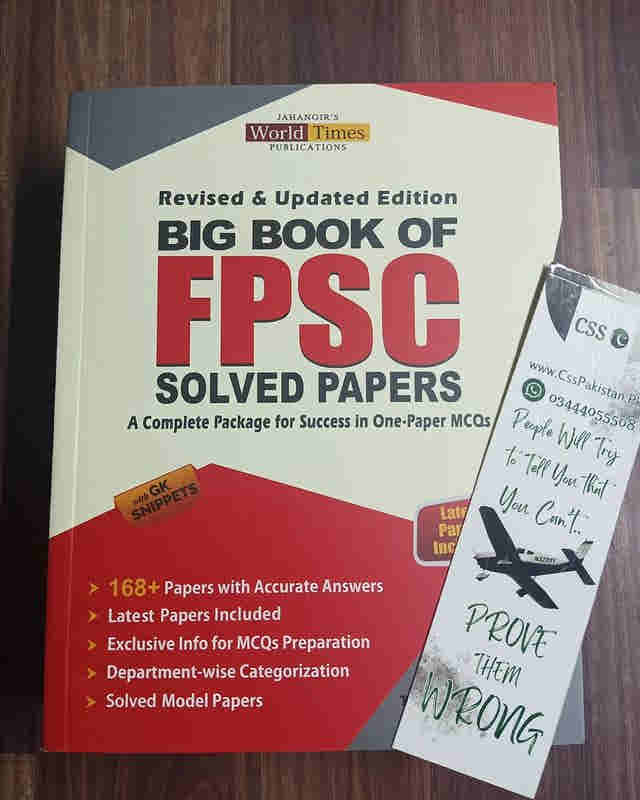 JAHANGIR'S
World Times
PUBLICATIONS
Revised & Updated Edition
BIG BOOK OF
FPSC
SOLVED PAPERS
A Complete Package for Success in One-Paper MCQs
with GK
SNIPPETS
168+ Papers with Accurate Answers
Latest Papers Included
Exclusive Info for MCQs Preparation
Department-wise Categorization
Solved Model Papers
CSS
www.CssPakistan.P
03444055508
People Will Try
to Tell You that
You Can't..
PROVE
THEM
WRONG